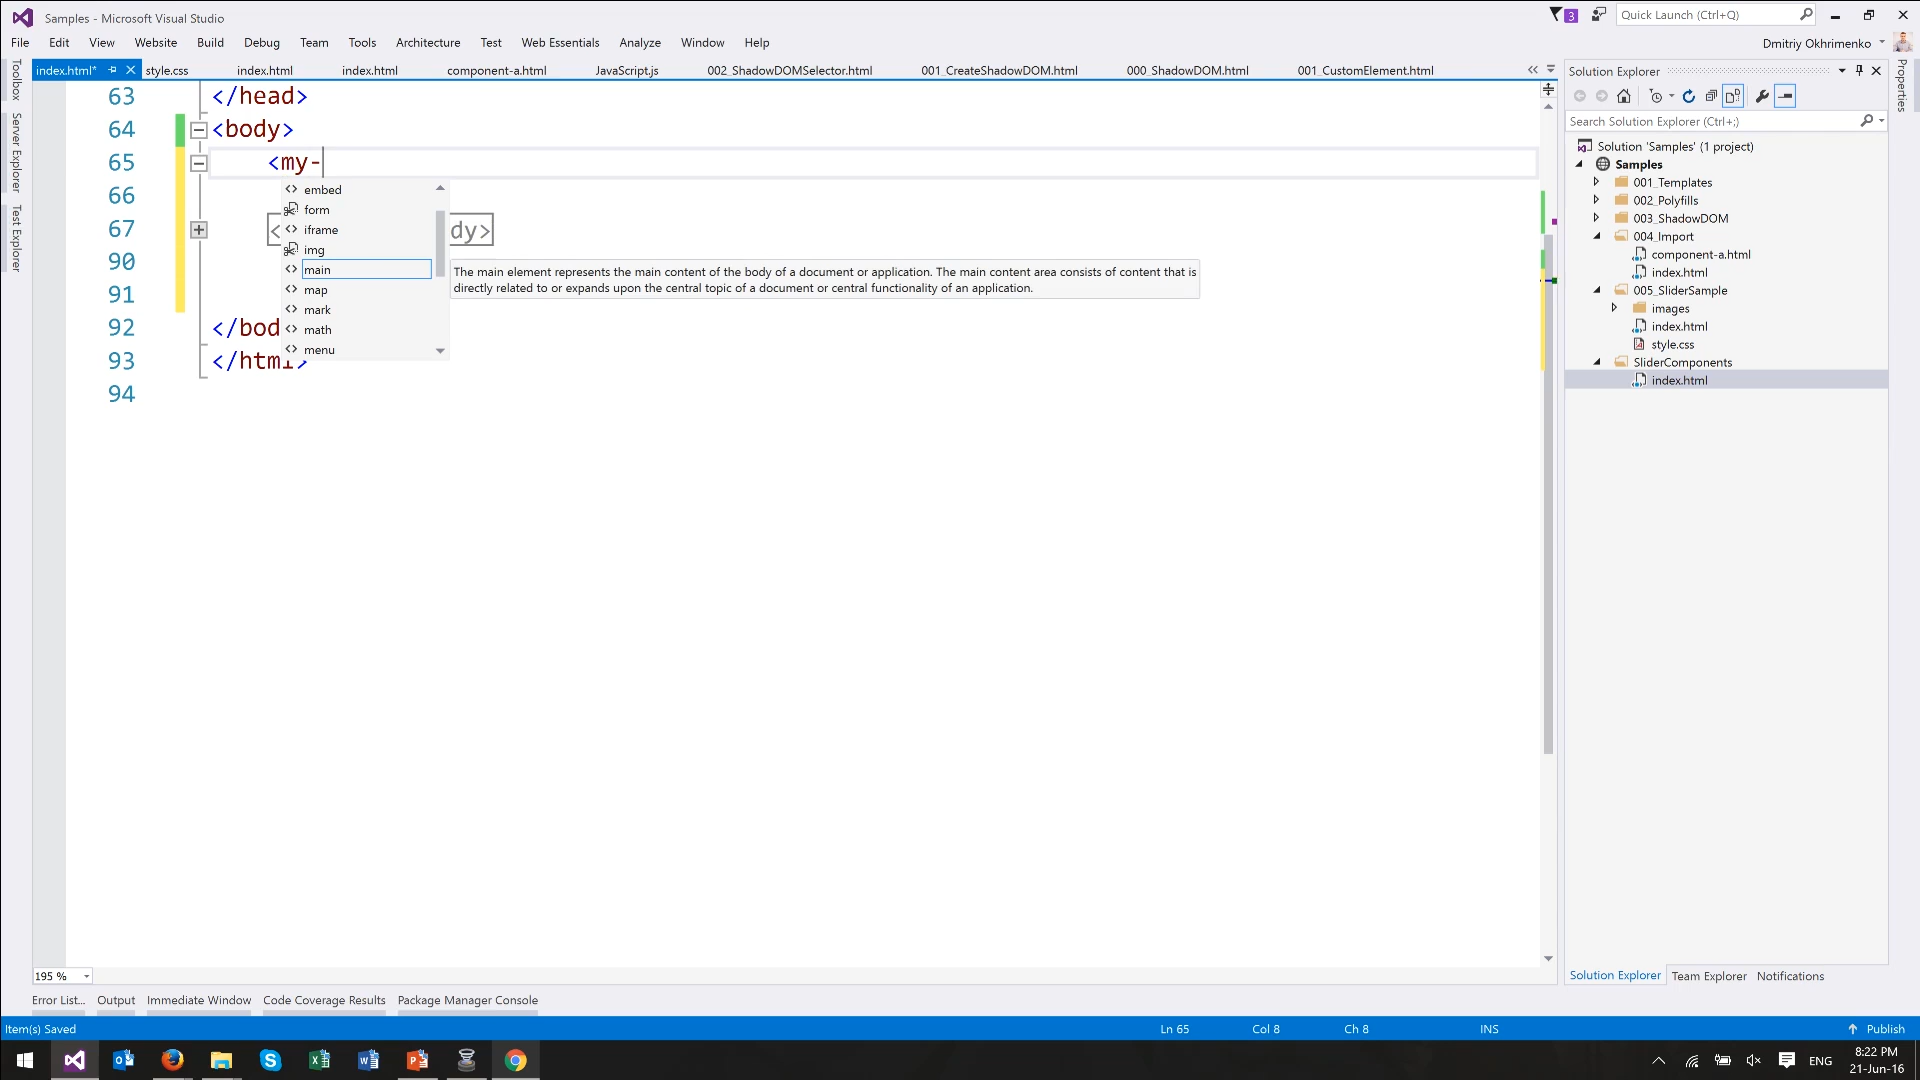 Samples - Microsoft Visual Studio
3
Quick Launch (Ctrl+Q)
File Edit View Website Build Debug Team Tools Architecture Test Web Essentials Analyze Window Help
Dmitriy Okhrimenko
index.html* style.css index.html index.html component-a.html JavaScript.js 002_ShadowDOMSelector.html 001_CreateShadowDOM.html 000_ShadowDOM.html 001_CustomElement.html
Toolbox
Server Explorer
Test Explorer
63 </head>
64 <body>
65 <my-
66
67 < dy>
90
91
92 </bod
93 </html>
94
embed
form
iframe
img
main
map
mark
math
menu
The main element represents the main content of the body of a document or application. The main content area consists of content that is
directly related to or expands upon the central topic of a document or central functionality of an application.
Solution Explorer
Search Solution Explorer (Ctrl+;)
Solution 'Samples' (1 project)
Samples
001_Templates
002_Polyfills
003_ShadowDOM
004_Import
component-a.html
index.html
005_SliderSample
images
index.html
style.css
SliderComponents
index.html
Properties
195 %
Solution Explorer Team Explorer Notifications
Error List... Output Immediate Window Code Coverage Results Package Manager Console
Item(s) Saved Ln 65 Col 8 Ch 8 INS Publish
ENG
8:22 PM
21-Jun-16